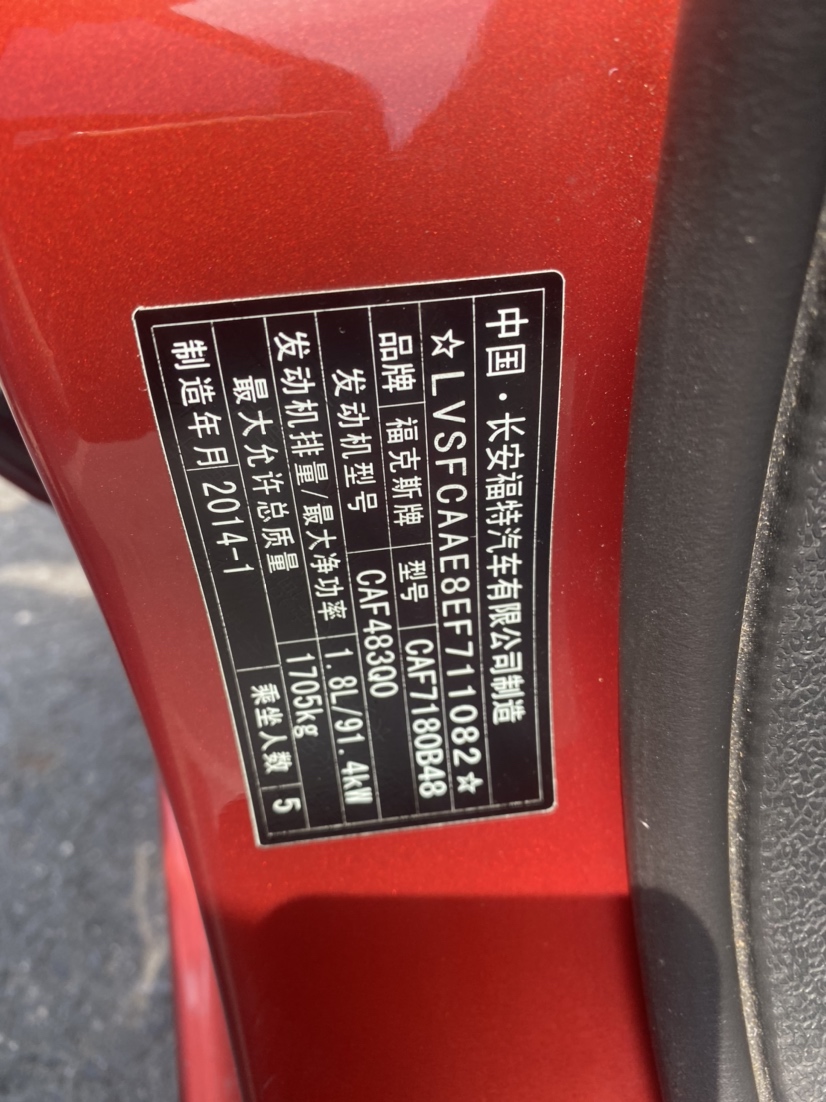 中国·长安福特汽车有限公司制造
☆LVSFCAAE8EF711082☆
品牌 福克斯牌 型号 CAF7180B48
发动机型号 CAF483Q0
发动机排量/最大净功率 1.8L/91.4kW
最大允许总质量 1705kg
制造年月 2014-1 乘坐人数 5